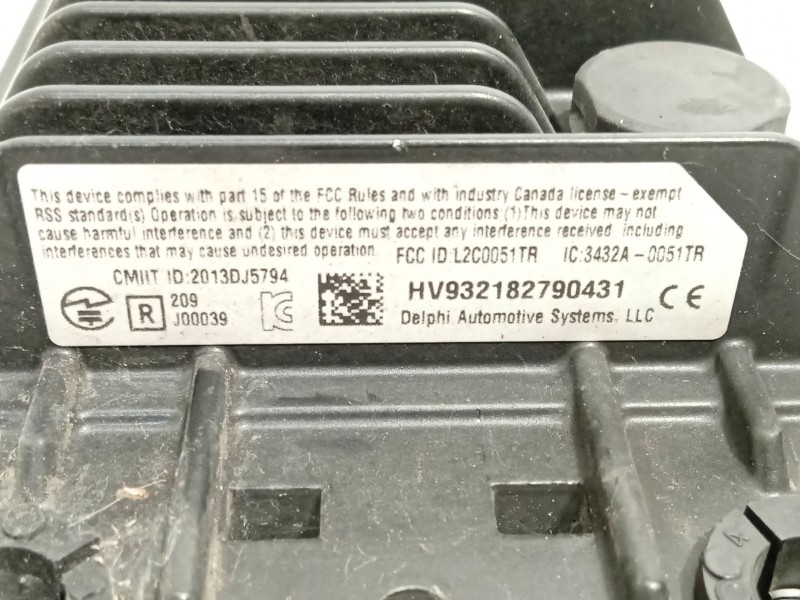 This device complies with part 15 of the FCC Rules and with industry Canada license - exempt
RSS standard(s) Operation is subject to the following two conditions: (1) This device may not
cause harmful interference and (2) this device must accept any interference received including
interferences that may cause undesired operation. FCC ID:L2C0051TR IC:3432A-0051TR
CMIIT ID:2013DJ5794
R 209
J00039
HV932182790431 CE
Delphi Automotive Systems, LLC
4